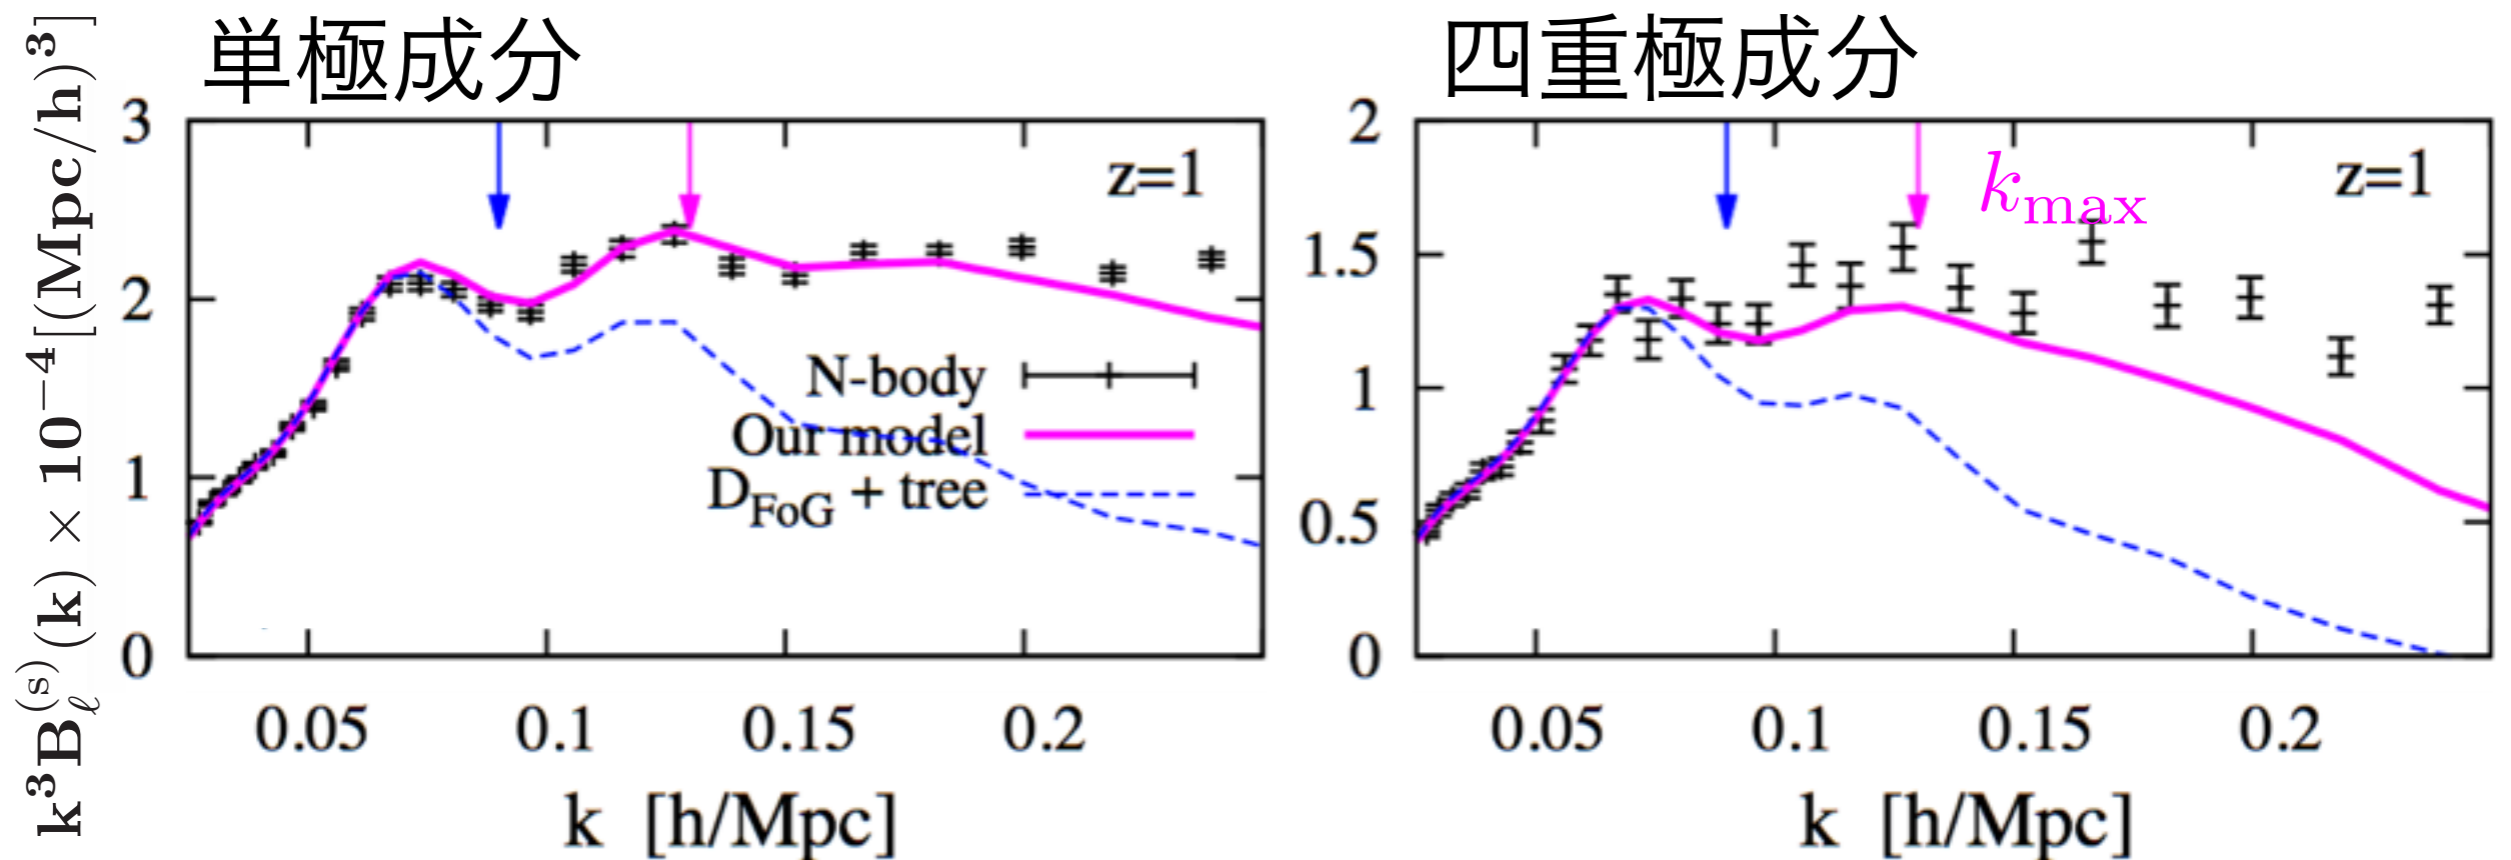 単極成分
四重極成分
k³B_ℓ^(s)(k) × 10⁻⁴[(Mpc/h)³]
3
2
1
0
z=1
N-body
Our model
D_FoG + tree
0.05 0.1 0.15 0.2
k [h/Mpc]
2
1.5
1
0.5
0
k_max
z=1
0.05 0.1 0.15 0.2
k [h/Mpc]